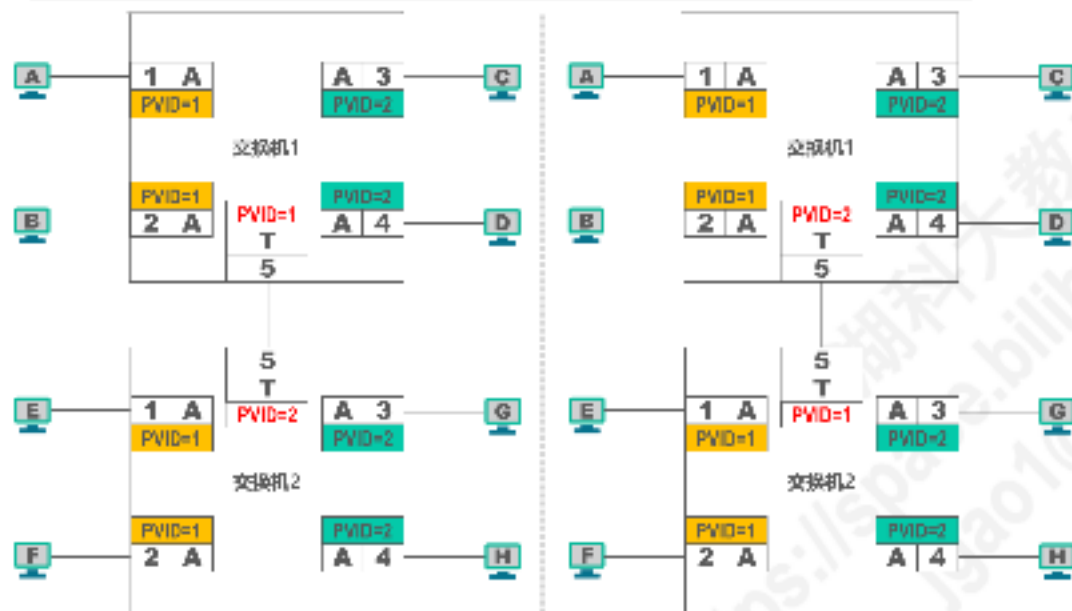 A 1 A A 3 C
PVID=1 PVID=2
交换机1
PVID=1 PVID=2
B 2 A PVID=1 A 4 D
T
5
5
T
E 1 A PVID=2 A 3 G
PVID=1 PVID=2
交换机2
PVID=1 PVID=2
F 2 A A 4 H
A 1 A A 3 C
PVID=1 PVID=2
交换机1
PVID=1 PVID=2
B 2 A PVID=2 A 4 D
T
5
5
T
E 1 A PVID=1 A 3 G
PVID=1 PVID=2
交换机2
PVID=1 PVID=2
F 2 A A 4 H
湖科大教